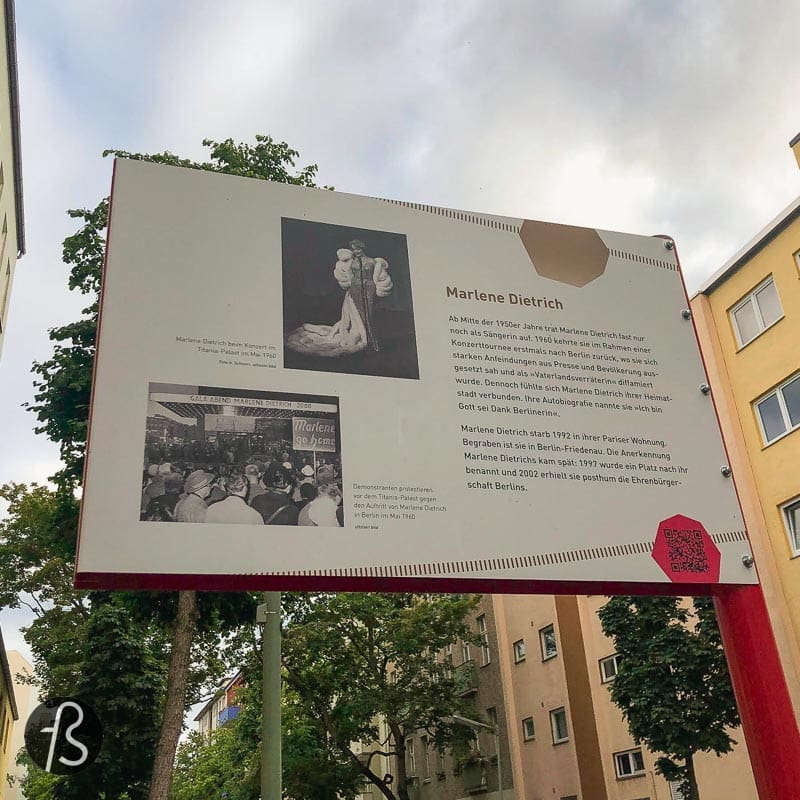 Marlene Dietrich beim Konzert im
Titania-Palast im Mai 1960
GALA ABEND MARLENE DIETRICH
Marlene
go home
Demonstranten protestieren
vor dem Titania-Palast gegen
den Auftritt von Marlene Dietrich
in Berlin im Mai 1960
ullstein bild
Marlene Dietrich
Ab Mitte der 1950er Jahre trat Marlene Dietrich fast nur
noch als Sängerin auf. 1960 kehrte sie im Rahmen einer
Konzerttournee erstmals nach Berlin zurück, wo sie sich
starken Anfeindungen aus Presse und Bevölkerung aus-
gesetzt sah und als »Vaterlandsverräterin« diffamiert
wurde. Dennoch fühlte sich Marlene Dietrich ihrer Heimat-
stadt verbunden. Ihre Autobiografie nannte sie »Ich bin
Gott sei Dank Berlinerin«.
Marlene Dietrich starb 1992 in ihrer Pariser Wohnung.
Begraben ist sie in Berlin-Friedenau. Die Anerkennung
Marlene Dietrichs kam spät: 1997 wurde ein Platz nach ihr
benannt und 2002 erhielt sie posthum die Ehrenbürger-
schaft Berlins.
fß